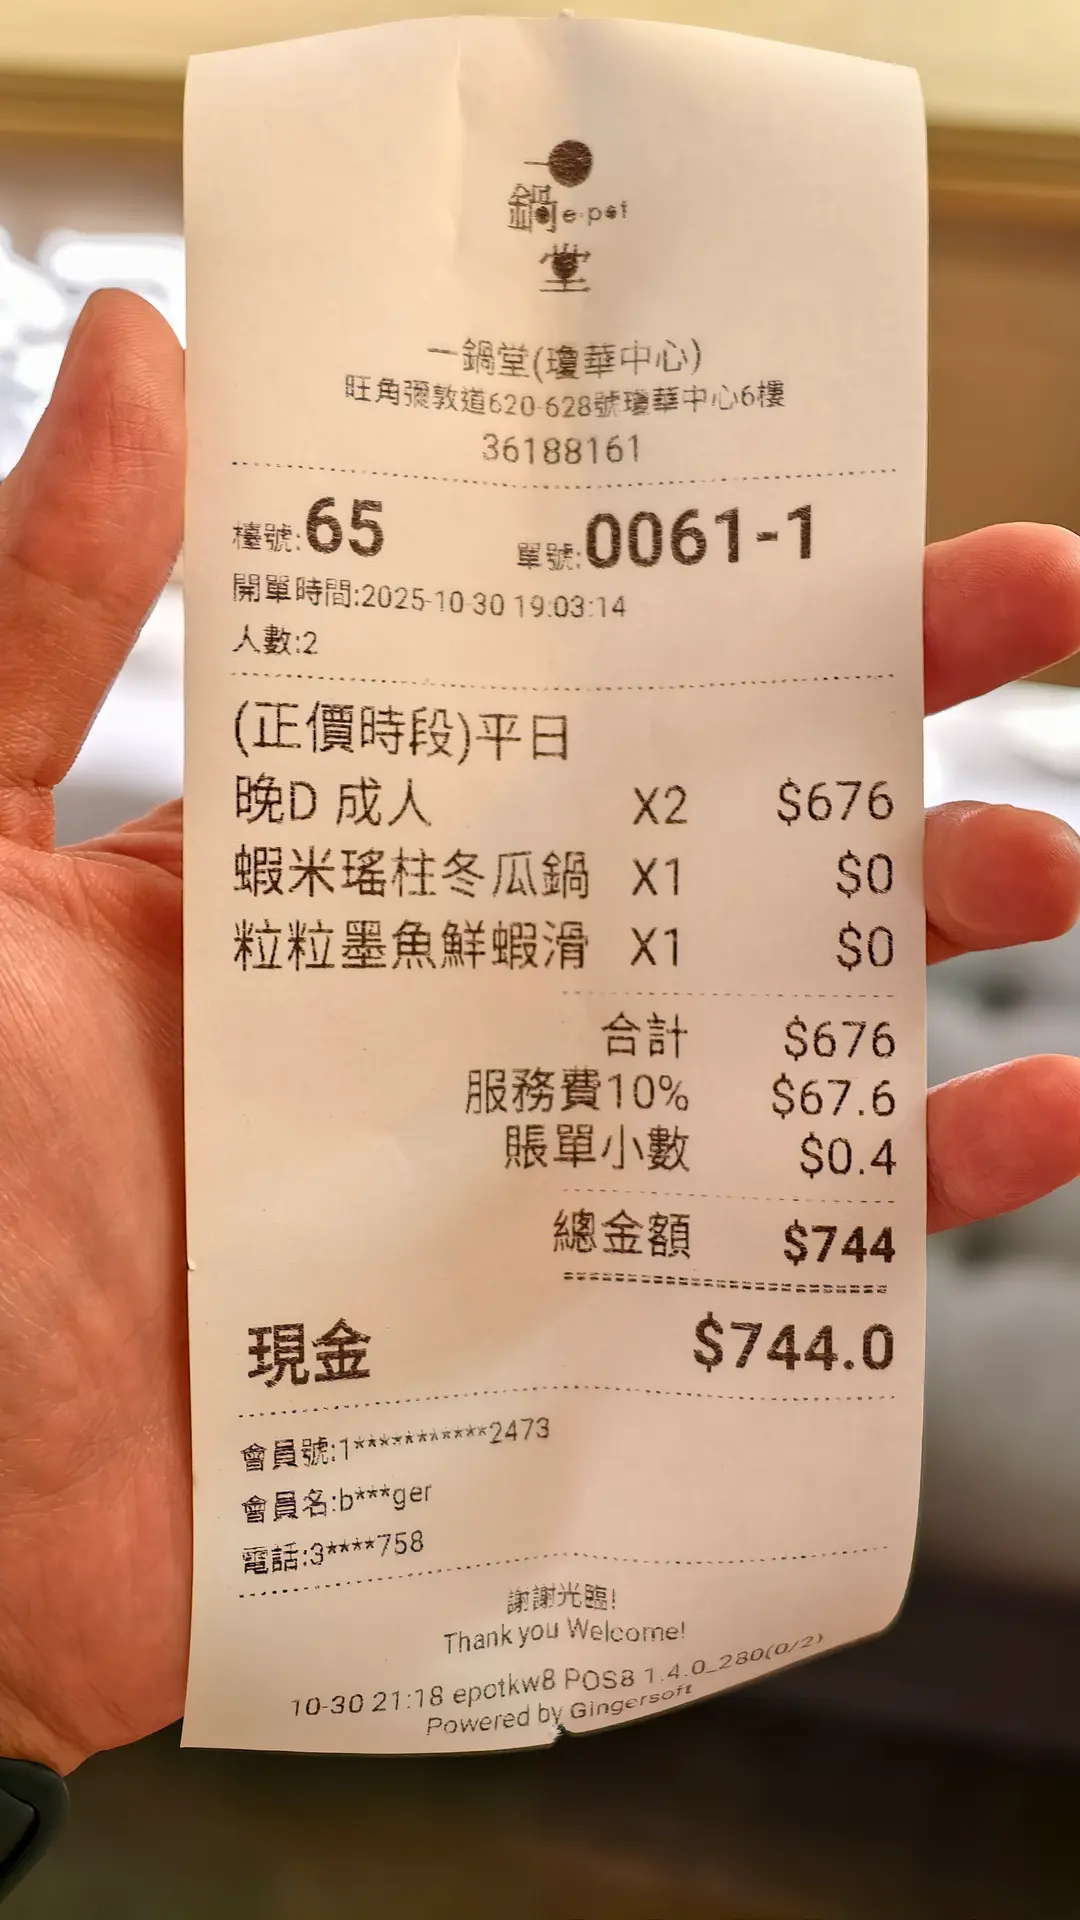 一
鍋 e·pot
堂
一鍋堂(瓊華中心)
旺角彌敦道620-628號瓊華中心6樓
36188161
檯號:65 單號:0061-1
開單時間:2025-10-30 19:03:14
人數:2
(正價時段)平日
晚D 成人 X2 $676
蝦米瑤柱冬瓜鍋 X1 $0
粒粒墨魚鮮蝦滑 X1 $0
合計 $676
服務費10% $67.6
賬單小數 $0.4
總金額 $744
現金 $744.0
會員號:1***********2473
會員名:b***ger
電話:3****758
謝謝光臨!
Thank you Welcome!
10-30 21:18 epotkw8 POS8 1.4.0_280(0/2)
Powered by Gingersoft